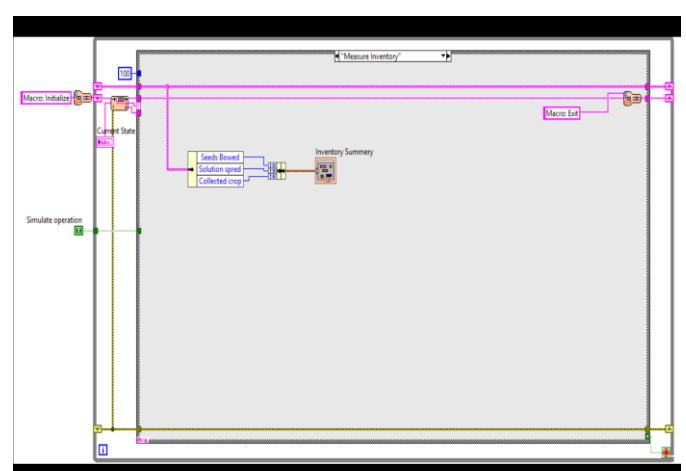 "Measure Inventory"
100
Macro: Initialize
Macro: Exit
Current State
Inventory Summery
Seeds Bowed
Solution spred
Collected crop
Simulate operation
i